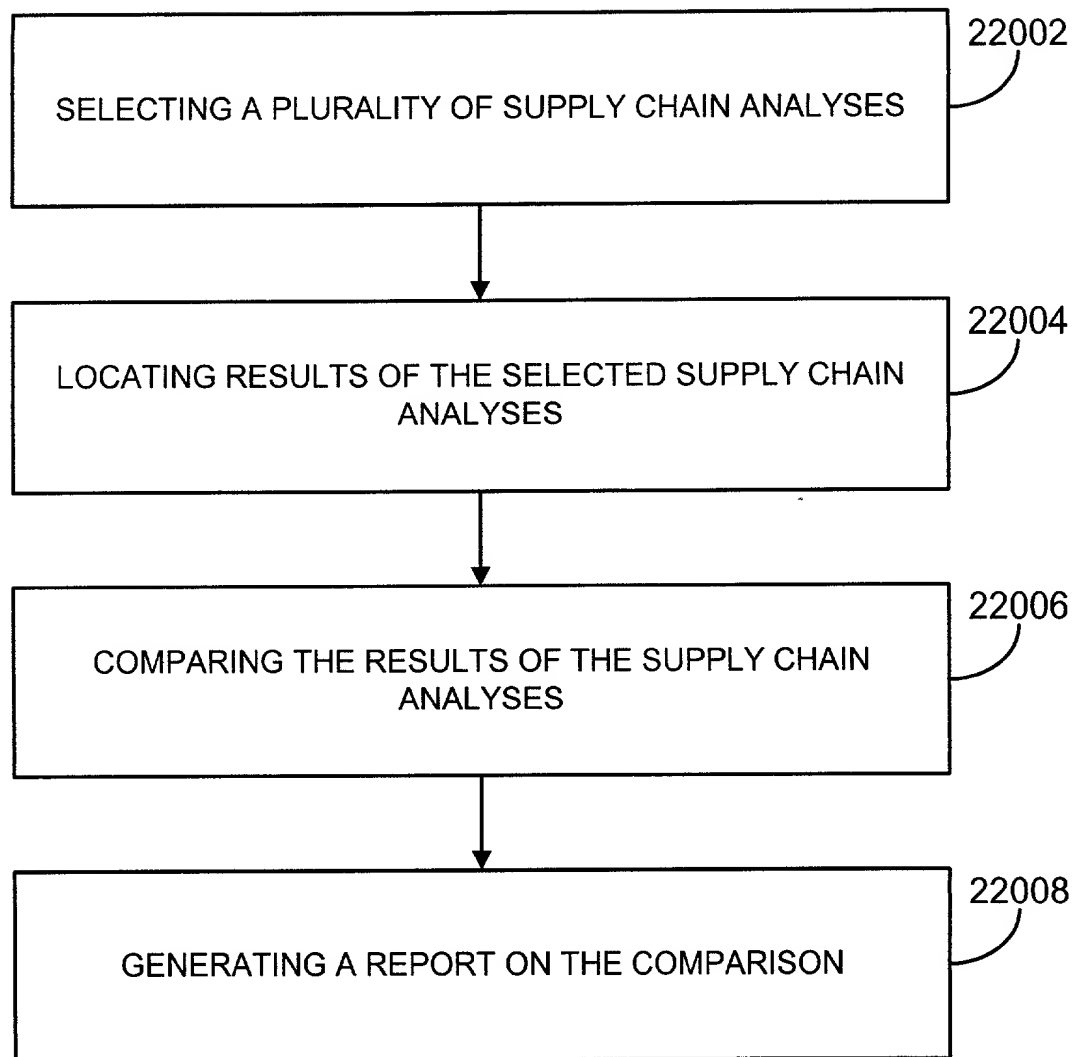 22002
SELECTING A PLURALITY OF SUPPLY CHAIN ANALYSES
22004
LOCATING RESULTS OF THE SELECTED SUPPLY CHAIN
ANALYSES
22006
COMPARING THE RESULTS OF THE SUPPLY CHAIN
ANALYSES
22008
GENERATING A REPORT ON THE COMPARISON